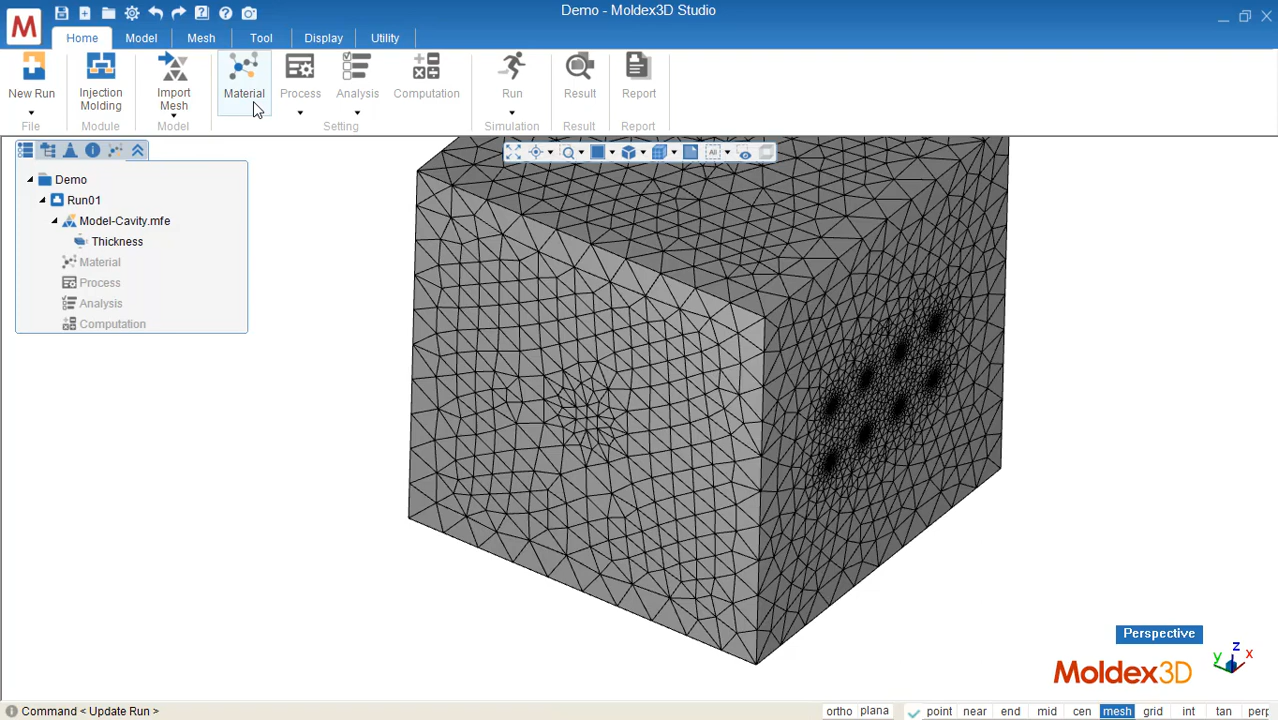 Demo - Moldex3D Studio
M
Home Model Mesh Tool Display Utility
New Run
Injection Molding
Import Mesh
Material
Process
Analysis
Computation
Run
Result
Report
File Module Model Setting Simulation Result Report
All
Demo
Run01
Model-Cavity.mfe
Thickness
Material
Process
Analysis
Computation
Perspective
Moldex3D
z
y
x
Command < Update Run >
ortho plana point near end mid cen mesh grid int tan perp